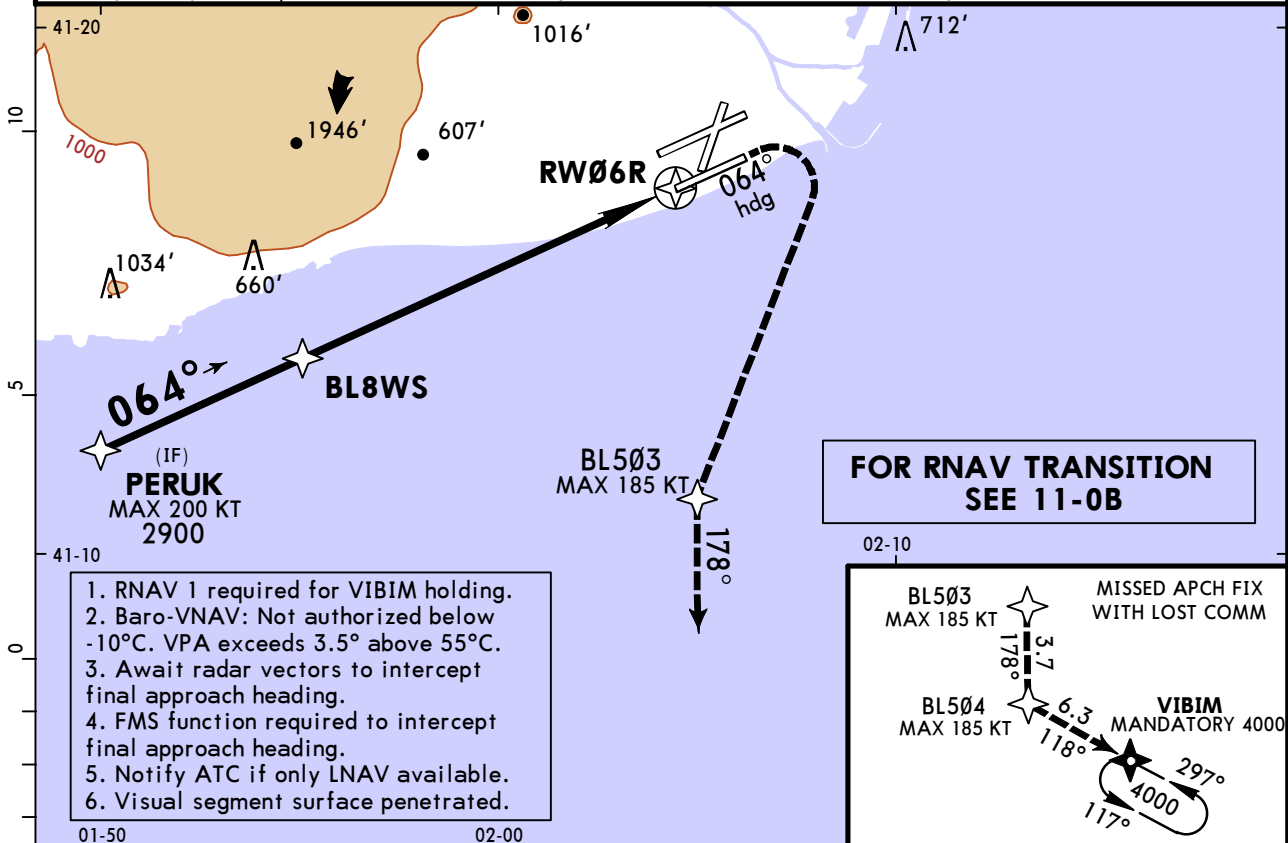 41-20
1016'
712'
10
1946'
607'
1000
RWØ6R
064°
hdg
1034'
660'
5
064°
BL8WS
(IF)
PERUK
MAX 200 KT
2900
BL5Ø3
MAX 185 KT
178°
FOR RNAV TRANSITION
SEE 11-0B
41-10
02-10
0
1. RNAV 1 required for VIBIM holding.
2. Baro-VNAV: Not authorized below
-10°C. VPA exceeds 3.5° above 55°C.
3. Await radar vectors to intercept
final approach heading.
4. FMS function required to intercept
final approach heading.
5. Notify ATC if only LNAV available.
6. Visual segment surface penetrated.
BL5Ø3
MAX 185 KT
MISSED APCH FIX
WITH LOST COMM
178°
3.7
BL5Ø4
MAX 185 KT
6.3
118°
VIBIM
MANDATORY 4000
297°
4000
117°
01-50
02-00